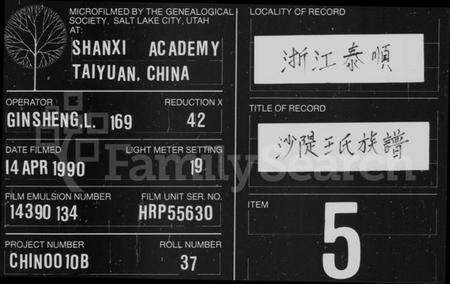 MICROFILMED BY THE GENEALOGICAL
SOCIETY, SALT LAKE CITY, UTAH
AT:
SHANXI ACADEMY
TAIYUAN, CHINA
OPERATOR
GINSHENG,L. 169
REDUCTION X
42
DATE FILMED
14 APR 1990
LIGHT METER SETTING
19
FILM EMULSION NUMBER
14390 134
FILM UNIT SER. NO.
HRP55630
PROJECT NUMBER
CHIN0010B
ROLL NUMBER
37
LOCALITY OF RECORD
浙江泰順
TITLE OF RECORD
沙隄王氏族譜
ITEM
5
FamilySearch